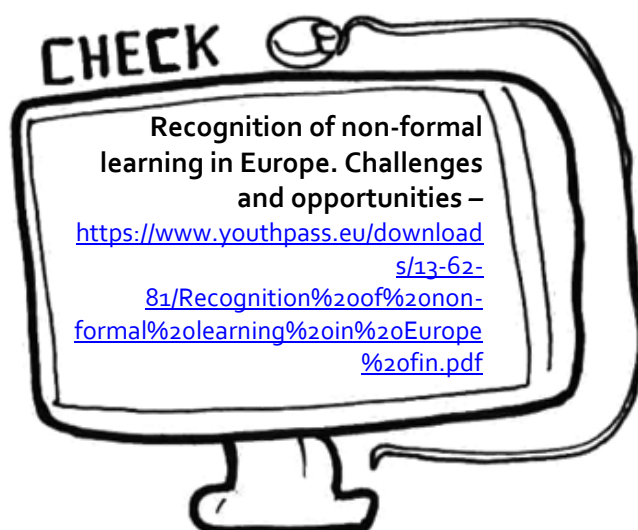 CHECK
Recognition of non-formal
learning in Europe. Challenges
and opportunities –
https://www.youthpass.eu/download
s/13-62-
81/Recognition%20of%20non-
formal%20learning%20in%20Europe
%20fin.pdf